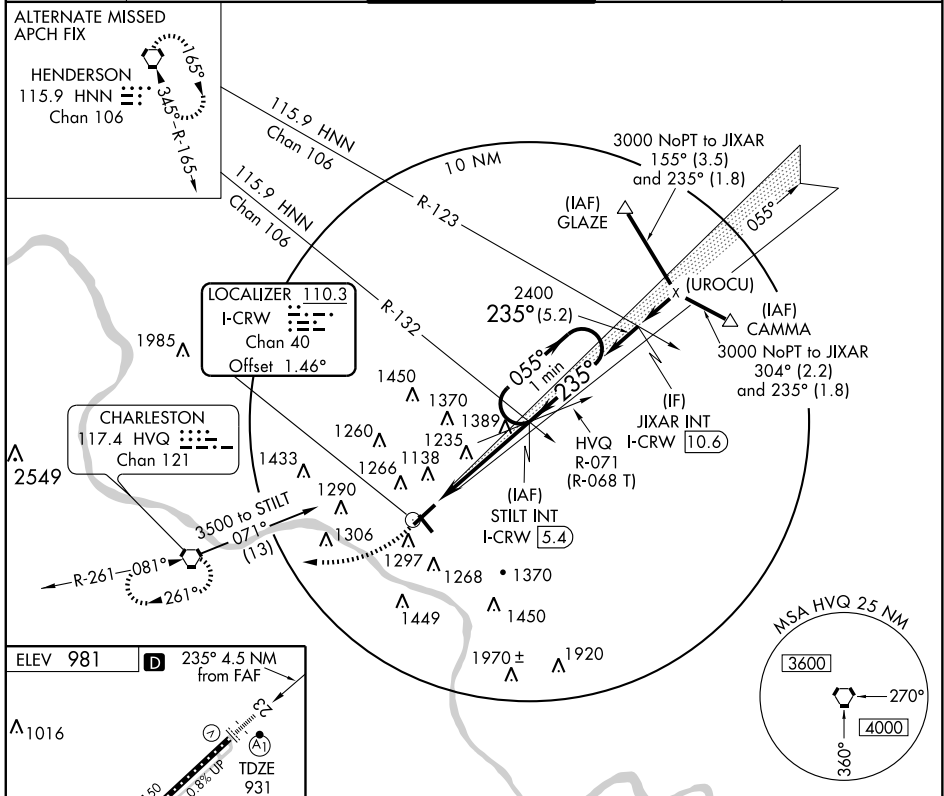 ALTERNATE MISSED
APCH FIX
HENDERSON
115.9 HNN
Chan 106
165°
345°
R-165
115.9 HNN
Chan 106
R-123
115.9 HNN
Chan 106
R-132
10 NM
3000 NoPT to JIXAR
155° (3.5)
and 235° (1.8)
(IAF)
GLAZE
055°
(UROCU)
(IAF)
CAMMA
3000 NoPT to JIXAR
304° (2.2)
and 235° (1.8)
2400
235° (5.2)
LOCALIZER 110.3
I-CRW
Chan 40
Offset 1.46°
055°
1 min
235°
(IF)
JIXAR INT
I-CRW 10.6
HVQ
R-071
(R-068 T)
(IAF)
STILT INT
I-CRW 5.4
1985
1450
1370
1389
1260
1235
1433
1266
1138
1290
1306
1297
1268
1370
1449
1450
1970 ±
1920
2549
CHARLESTON
117.4 HVQ
Chan 121
3500 to STILT
071°
(13)
R-261
081°
261°
MSA HVQ 25 NM
3600
270°
4000
360°
ELEV 981
D
235° 4.5 NM
from FAF
1016
23
V
A1
TDZE
931
0.8% UP